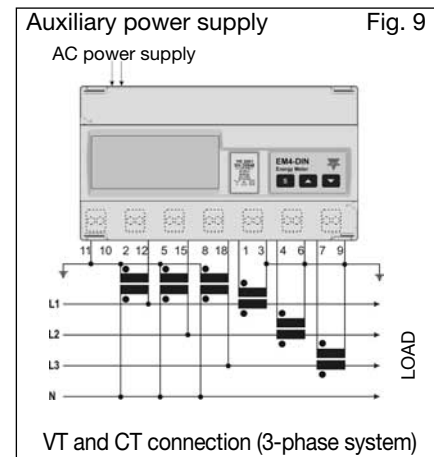 Auxiliary power supply Fig. 9
AC power supply
EM4-DIN
Energy Meter
S
11 10 2 12 5 15 8 18 1 3 4 6 7 9
L1
L2
L3
N
LOAD
VT and CT connection (3-phase system)